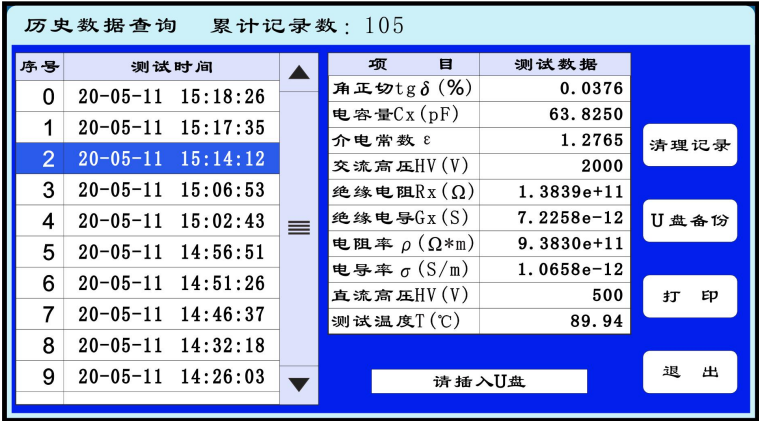 历史数据查询 累计记录数: 105
序号 测试时间
0 20-05-11 15:18:26
1 20-05-11 15:17:35
2 20-05-11 15:14:12
3 20-05-11 15:06:53
4 20-05-11 15:02:43
5 20-05-11 14:56:51
6 20-05-11 14:51:26
7 20-05-11 14:46:37
8 20-05-11 14:32:18
9 20-05-11 14:26:03
项 目 测试数据
角正切tgδ(%) 0.0376
电容量Cx(pF) 63.8250
介电常数 ε 1.2765
交流高压HV(V) 2000
绝缘电阻Rx(Ω) 1.3839e+11
绝缘电导Gx(S) 7.2258e-12
电阻率 ρ(Ω*m) 9.3830e+11
电导率 σ(S/m) 1.0658e-12
直流高压HV(V) 500
测试温度T(℃) 89.94
请插入U盘
清理记录
U盘备份
打 印
退 出